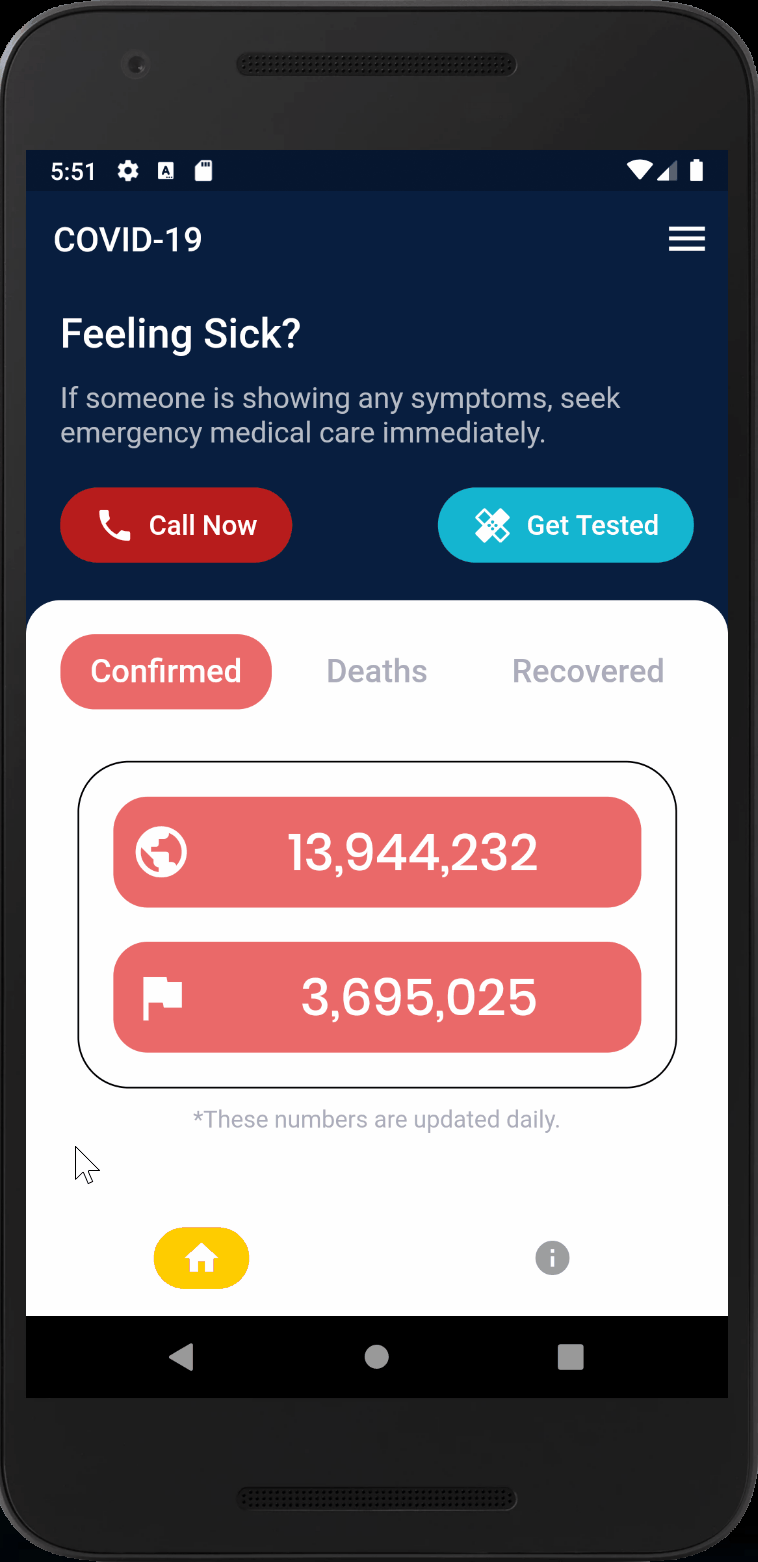 5:51
COVID-19
Feeling Sick?
If someone is showing any symptoms, seek
emergency medical care immediately.
Call Now
Get Tested
Confirmed
Deaths
Recovered
13,944,232
3,695,025
*These numbers are updated daily.